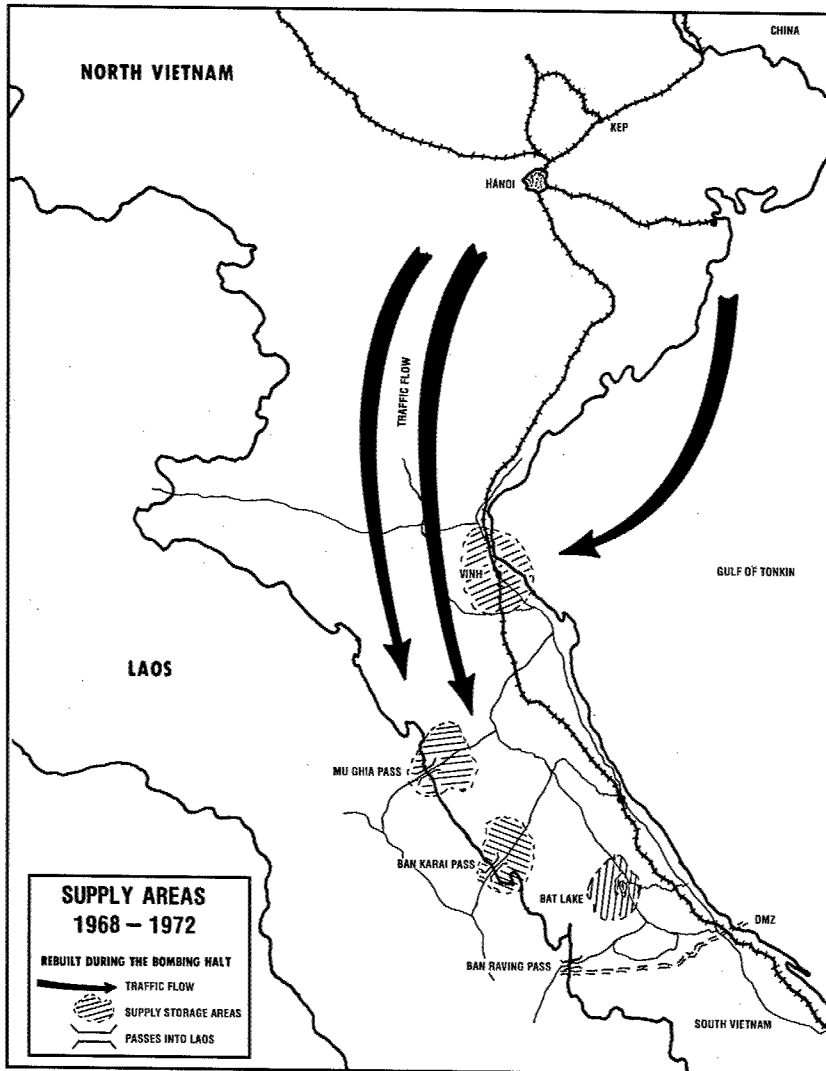 CHINA
NORTH VIETNAM
KEP
HANOI
TRAFFIC FLOW
VINH
GULF OF TONKIN
LAOS
MU GHIA PASS
BAN KARAI PASS
BAT LAKE
DMZ
BAN RAVING PASS
SOUTH VIETNAM
SUPPLY AREAS
1968 – 1972
REBUILT DURING THE BOMBING HALT
TRAFFIC FLOW
SUPPLY STORAGE AREAS
PASSES INTO LAOS